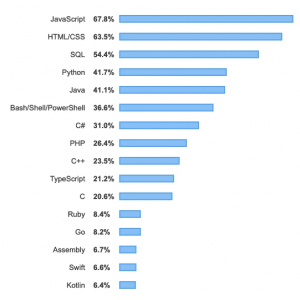 JavaScript 67.8%
HTML/CSS 63.5%
SQL 54.4%
Python 41.7%
Java 41.1%
Bash/Shell/PowerShell 36.6%
C# 31.0%
PHP 26.4%
C++ 23.5%
TypeScript 21.2%
C 20.6%
Ruby 8.4%
Go 8.2%
Assembly 6.7%
Swift 6.6%
Kotlin 6.4%